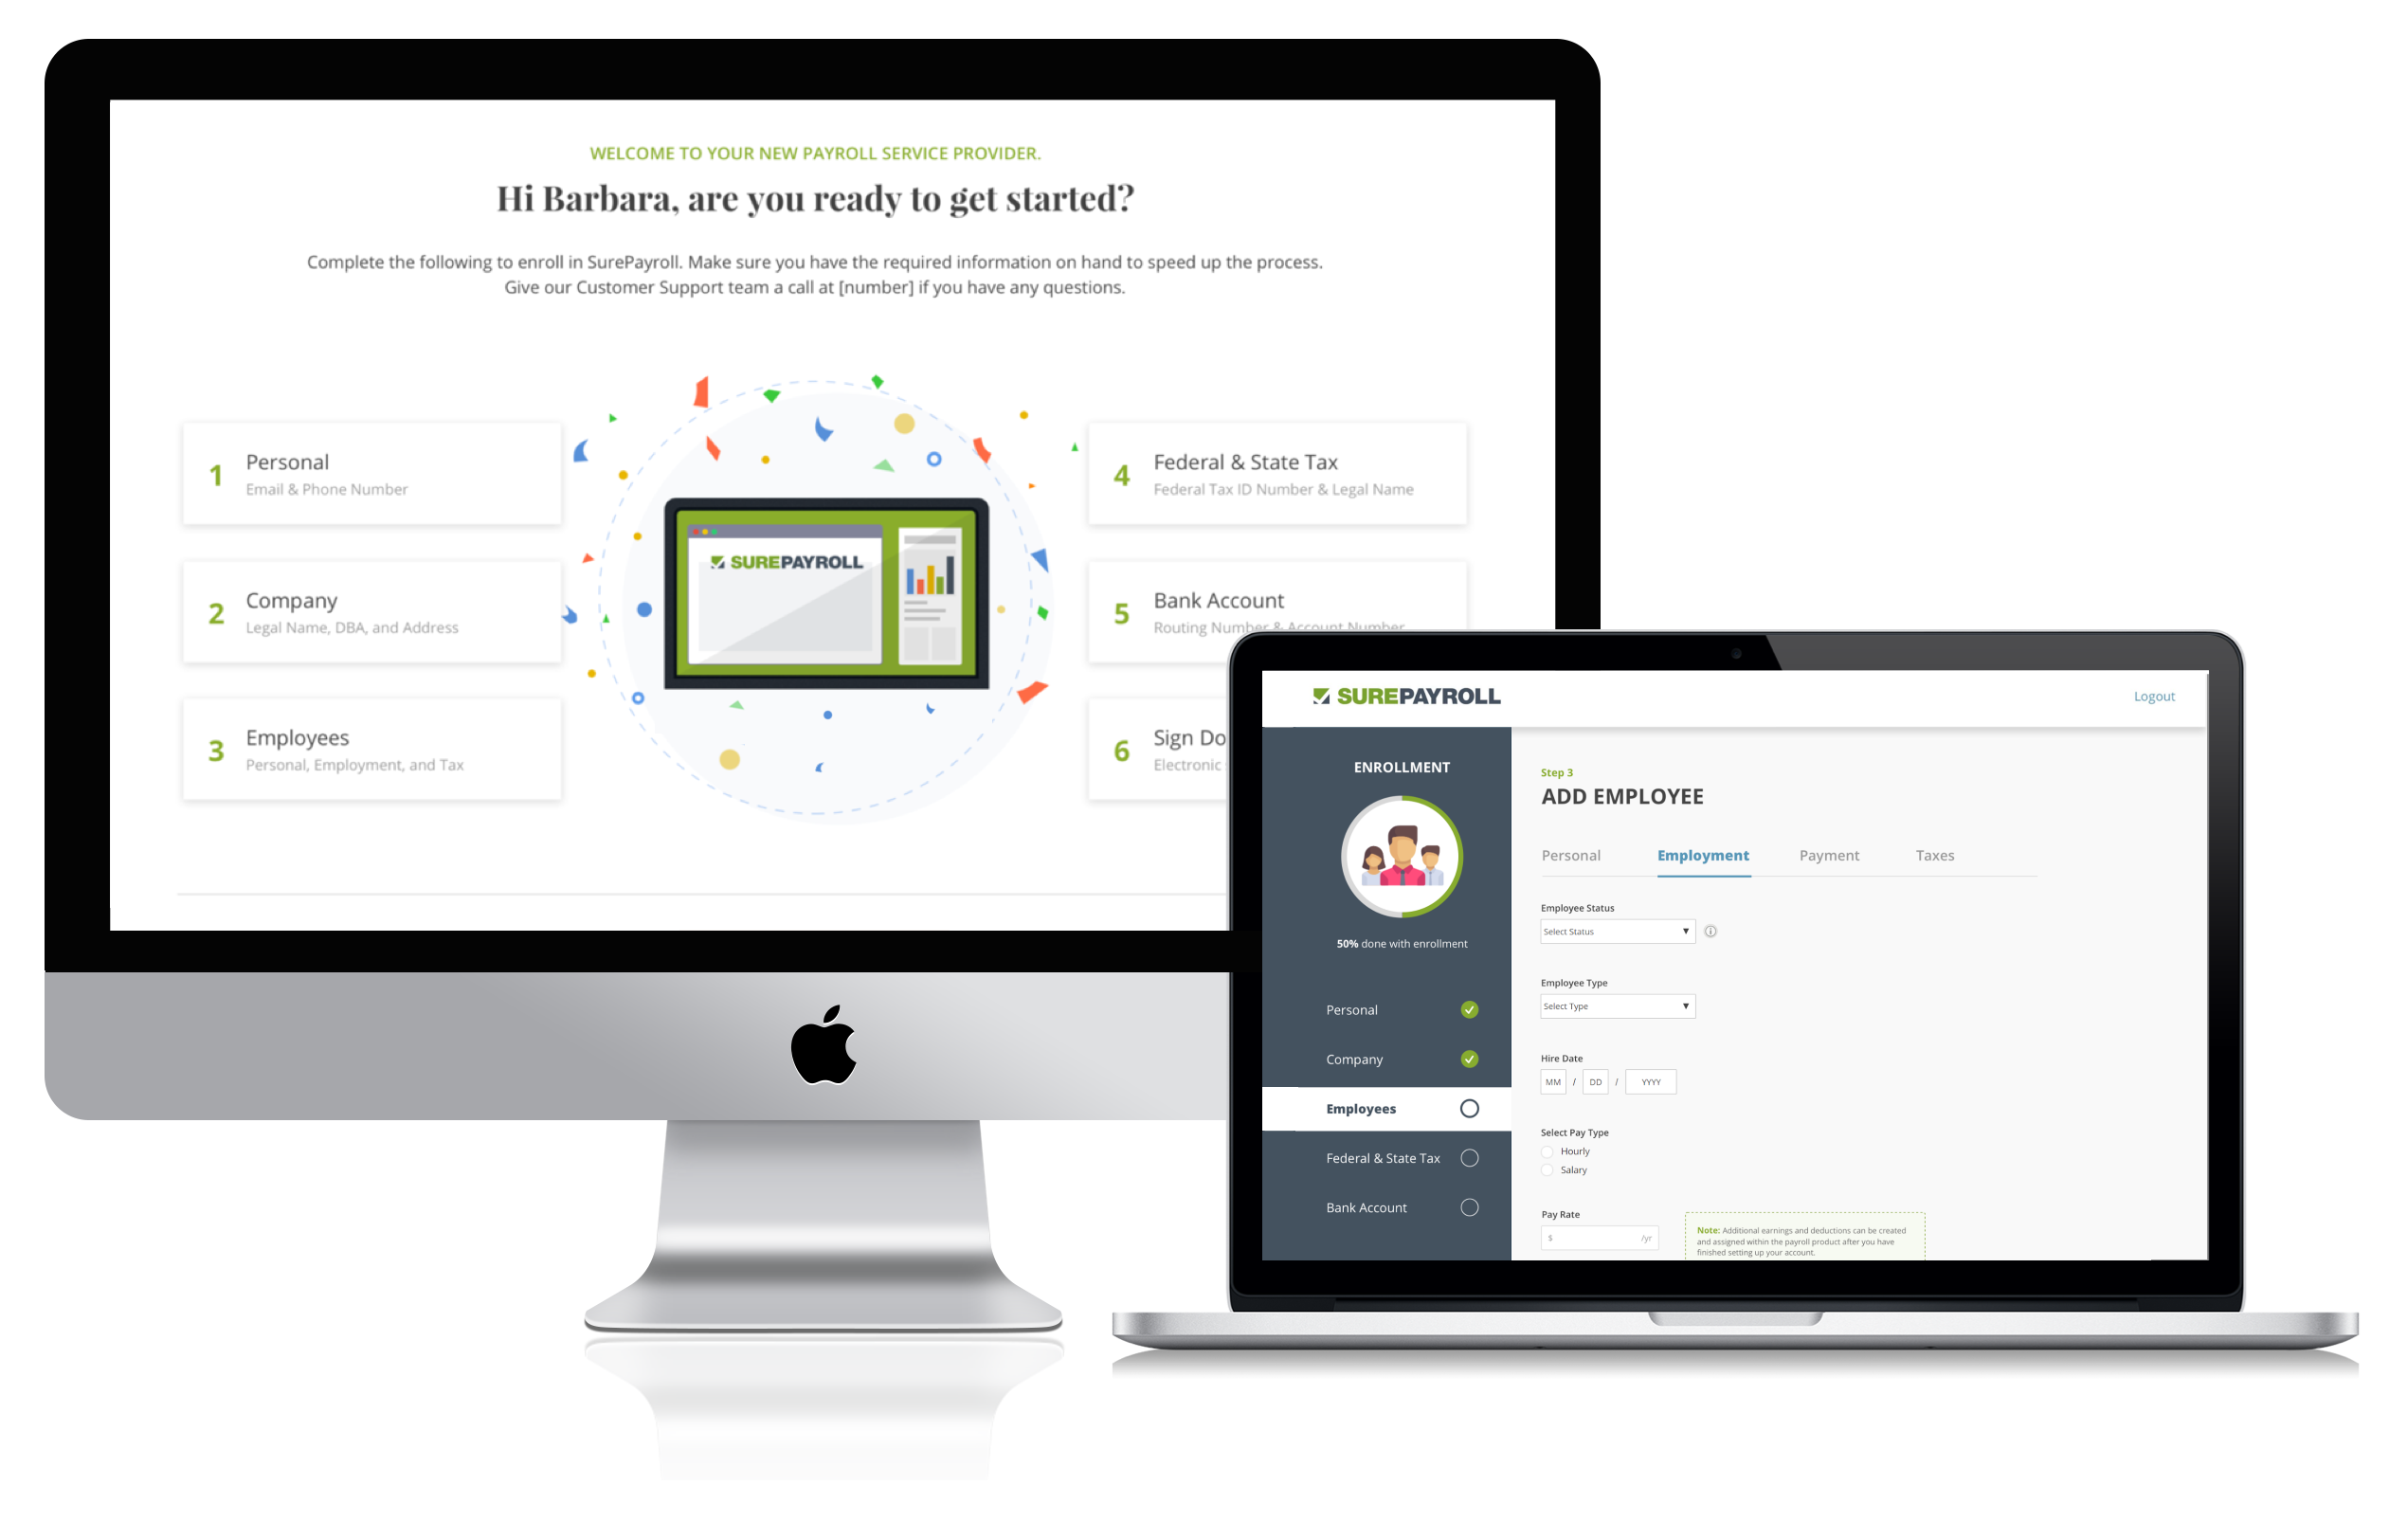 WELCOME TO YOUR NEW PAYROLL SERVICE PROVIDER.
Hi Barbara, are you ready to get started?
Complete the following to enroll in SurePayroll. Make sure you have the required information on hand to speed up the process.
Give our Customer Support team a call at [number] if you have any questions.
1
Personal
Email & Phone Number
2
Company
Legal Name, DBA, and Address
3
Employees
Personal, Employment, and Tax
SUREPAYROLL
4
Federal & State Tax
Federal Tax ID Number & Legal Name
5
Bank Account
Routing Number & Account Number
6
Sign Do
Electronic
SUREPAYROLL
Logout
ENROLLMENT
50% done with enrollment
Personal
Company
Employees
Federal & State Tax
Bank Account
Step 3
ADD EMPLOYEE
Personal Employment Payment Taxes
Employee Status
Select Status
Employee Type
Select Type
Hire Date
MM / DD / YYYY
Select Pay Type
Hourly
Salary
Pay Rate
$ /yr
Note: Additional earnings and deductions can be created
and assigned within the payroll product after you have
finished setting up your account.